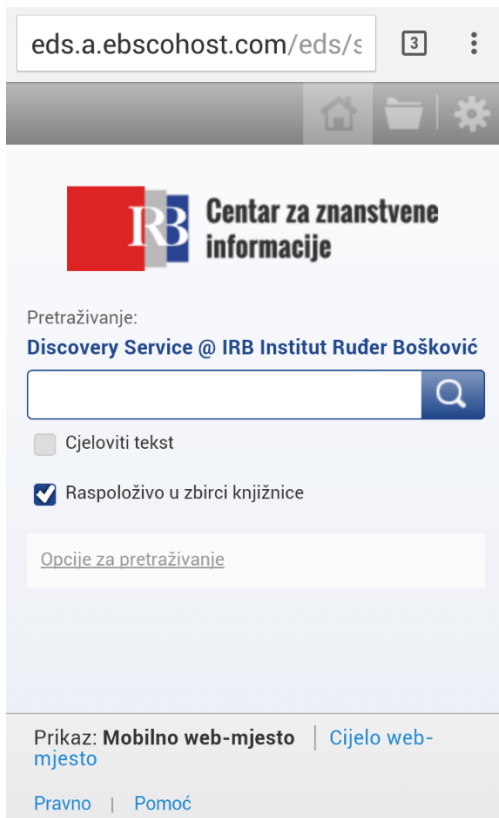 eds.a.ebscohost.com/eds/s
3
IRB
Centar za znanstvene
informacije
Pretraživanje:
Discovery Service @ IRB Institut Ruđer Bošković
Cjeloviti tekst
Raspoloživo u zbirci knjižnice
Opcije za pretraživanje
Prikaz: Mobilno web-mjesto | Cijelo web-
mjesto
Pravno | Pomoć